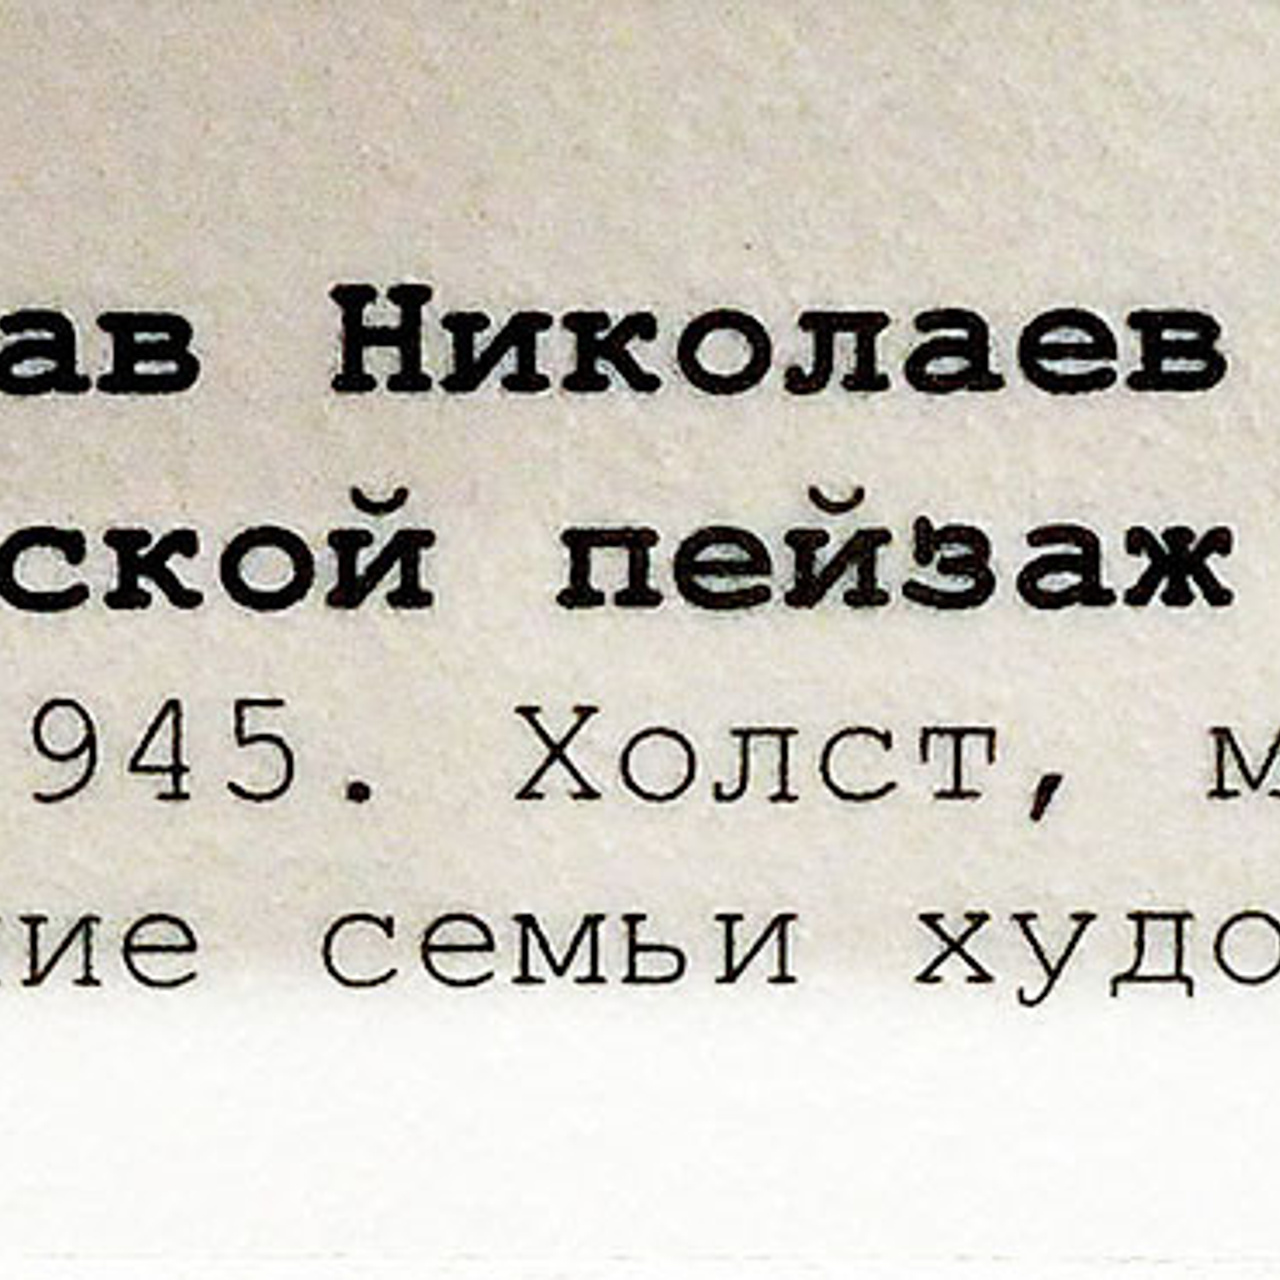 ав Николаев
ской пейзаж
945. Холст, м
ие семьи худо